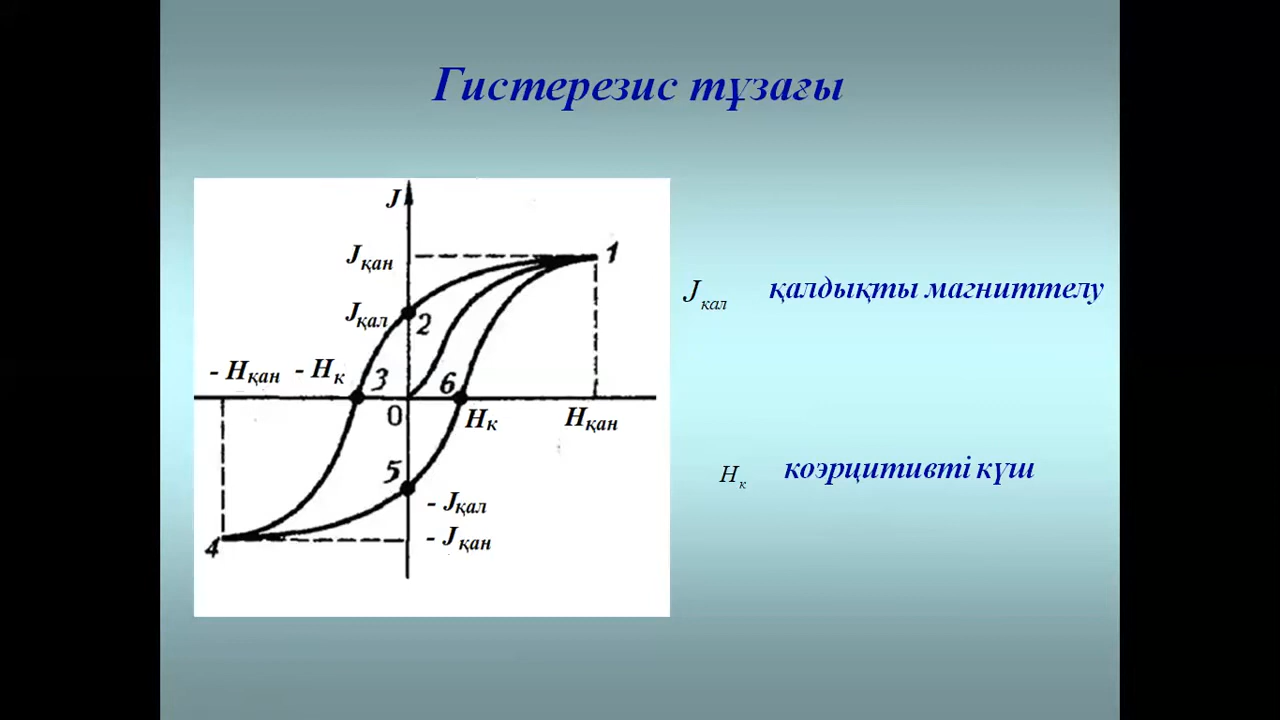 Гистерезис тұзағы
J
Jқан
1
Jқал
2
- Hқан - Hк 3 6
0 Hк Hқан
5
- Jқал
- Jқан
4
Jкал қалдықты магниттелу
Hк коэрцитивті күш